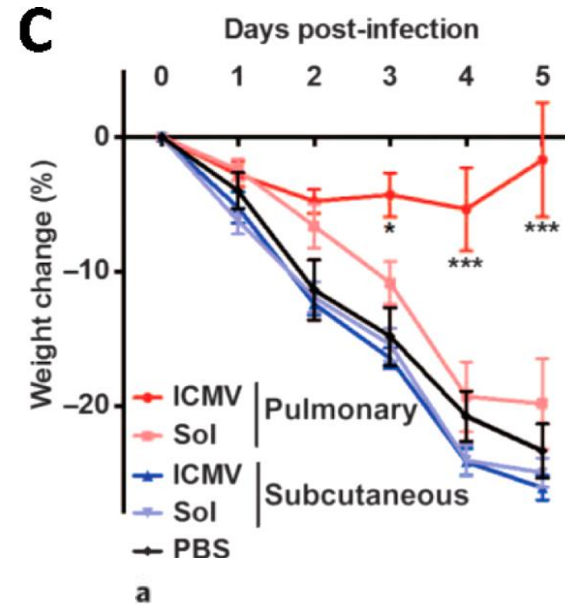 C
Days post-infection
0 1 2 3 4 5
Weight change (%)
0
−10
−20
*
***
***
ICMV
Sol
Pulmonary
ICMV
Sol
Subcutaneous
PBS
a